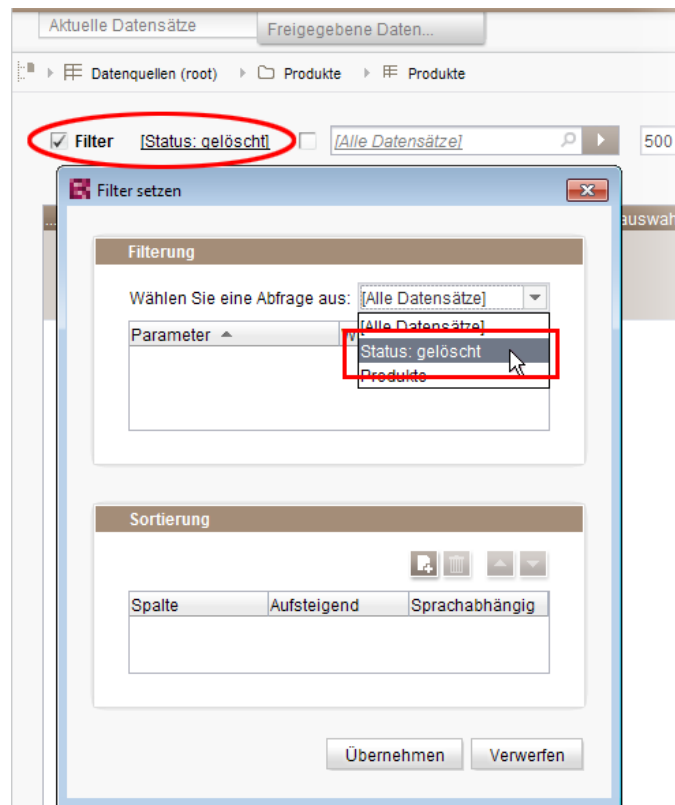 Aktuelle Datensätze
Freigegebene Daten...
Datenquellen (root) Produkte Produkte
Filter [Status: gelöscht] [Alle Datensätze] 500
Filter setzen
auswah
Filterung
Wählen Sie eine Abfrage aus: [Alle Datensätze]
Parameter W [Alle Datensätze]
Status: gelöscht
Produkte
Sortierung
Spalte Aufsteigend Sprachabhängig
Übernehmen Verwerfen